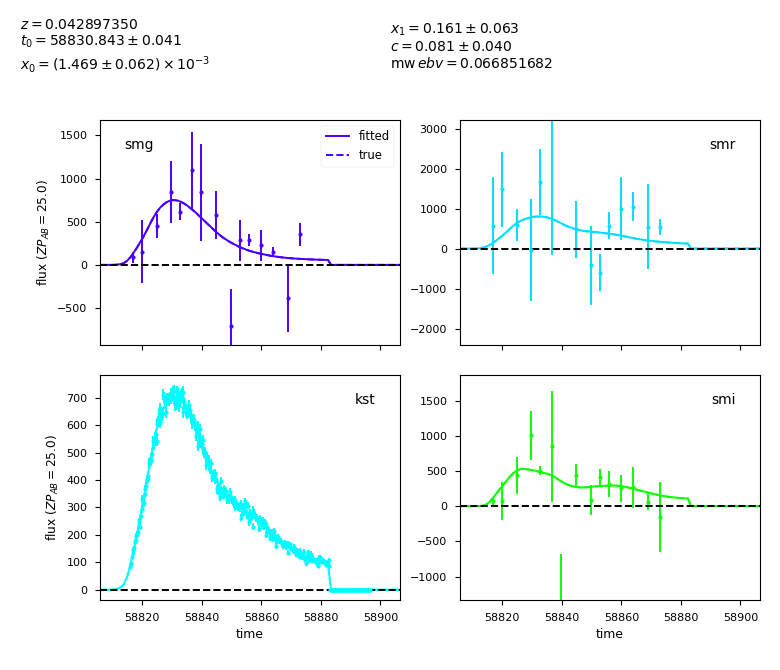 z = 0.042897350
t₀ = 58830.843 ± 0.041
x₀ = (1.469 ± 0.062) × 10⁻³
x₁ = 0.161 ± 0.063
c = 0.081 ± 0.040
mw ebv = 0.066851682
smg
fitted
true
1500
1000
500
0
−500
flux (ZP_AB = 25.0)
smr
3000
2000
1000
0
−1000
−2000
kst
700
600
500
400
300
200
100
0
flux (ZP_AB = 25.0)
58820 58840 58860 58880 58900
time
smi
1500
1000
500
0
−500
−1000
58820 58840 58860 58880 58900
time